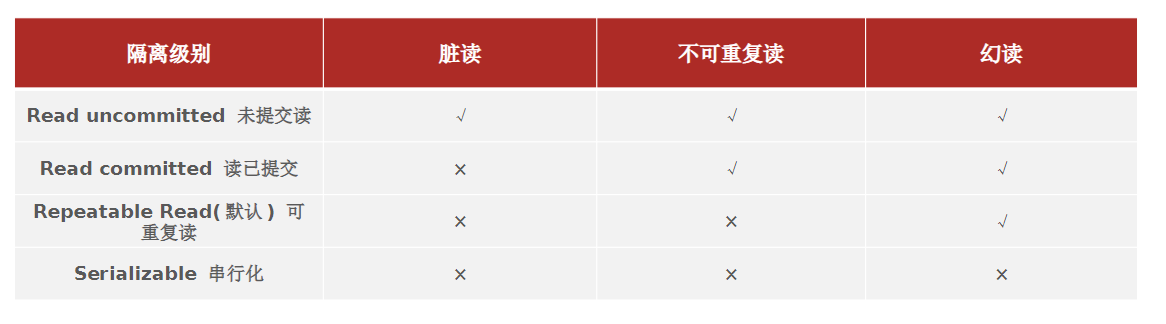 隔离级别 脏读 不可重复读 幻读
Read uncommitted 未提交读 √ √ √
Read committed 读已提交 × √ √
Repeatable Read(默认) 可
重复读 × × √
Serializable 串行化 × × ×